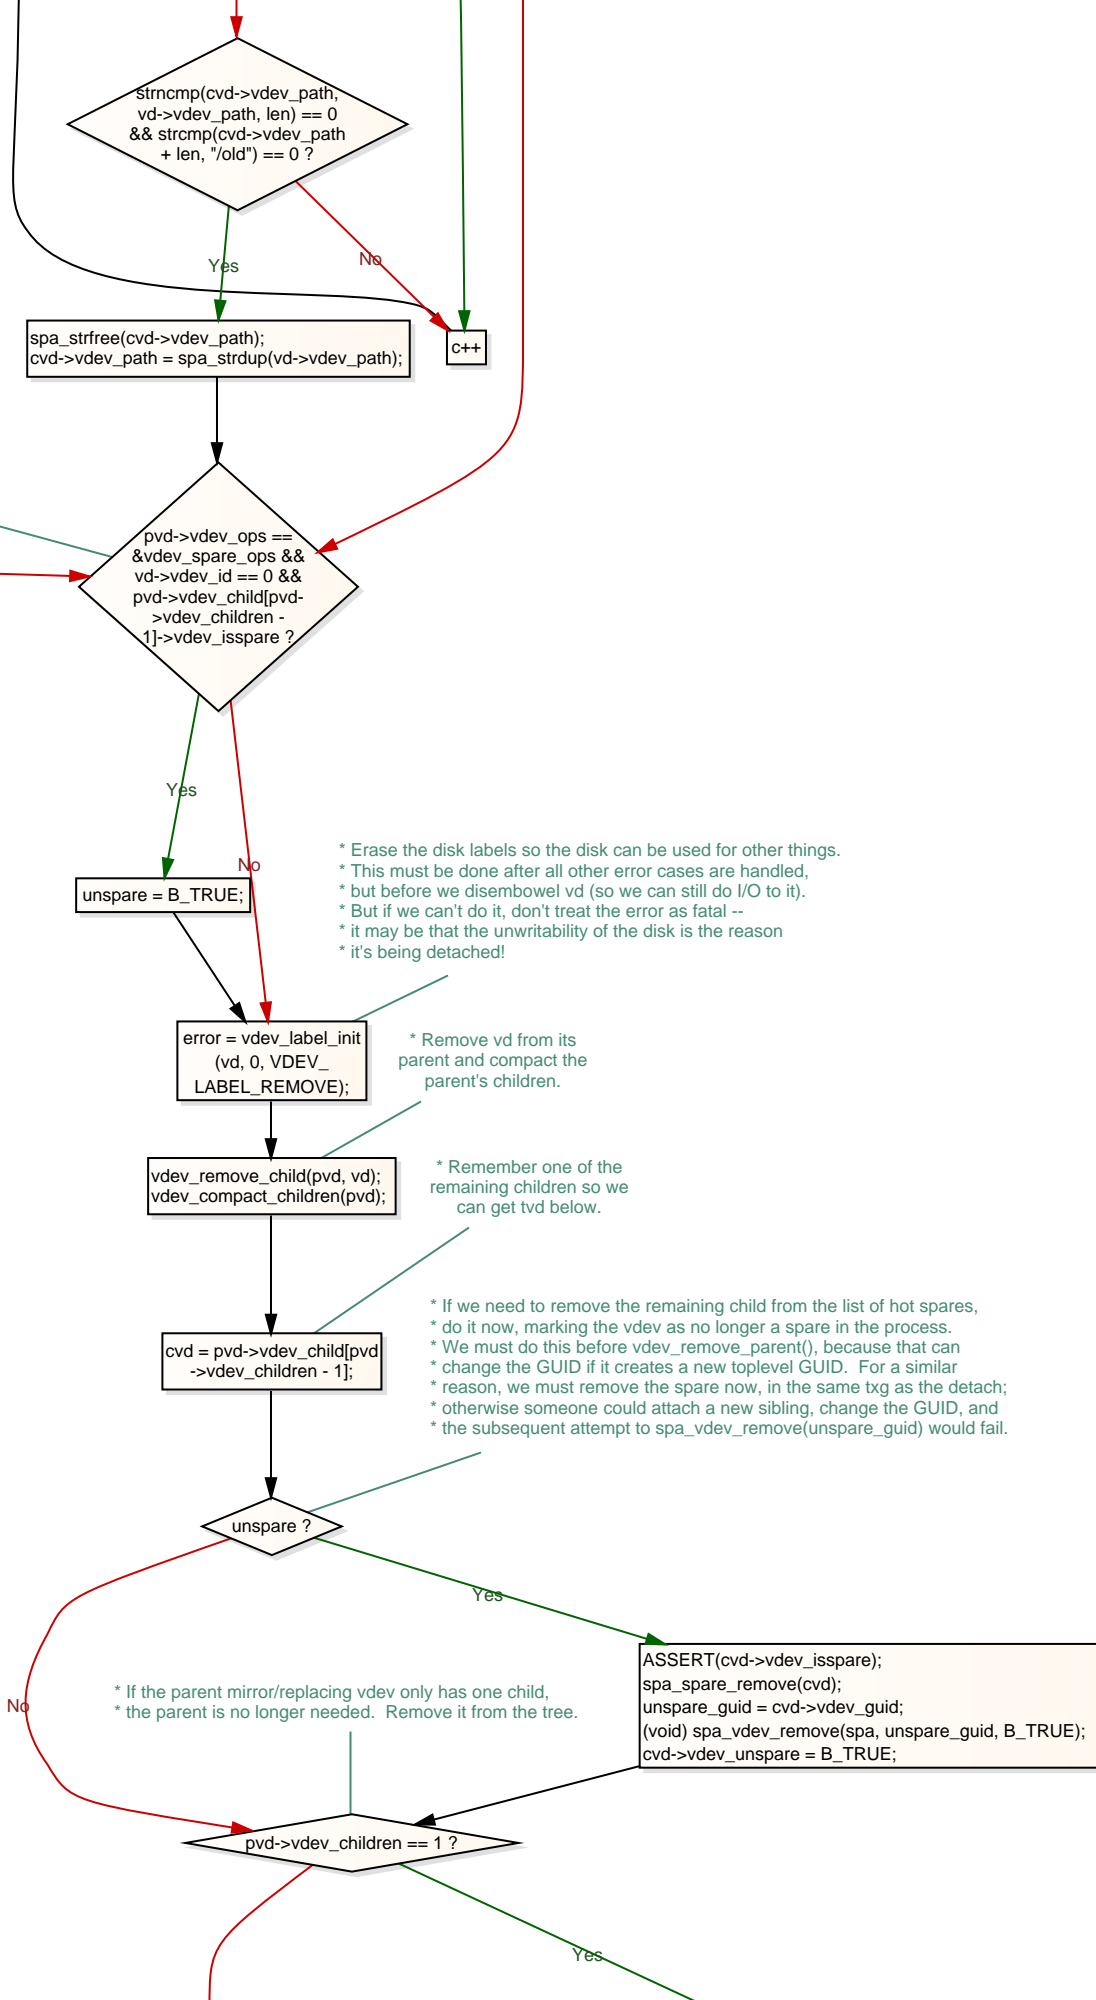 strncmp(cvd->vdev_path,
vd->vdev_path, len) == 0
&& strcmp(cvd->vdev_path
+ len, "/old") == 0 ?
Yes
No
spa_strfree(cvd->vdev_path);
cvd->vdev_path = spa_strdup(vd->vdev_path);
c++
pvd->vdev_ops ==
&vdev_spare_ops &&
vd->vdev_id == 0 &&
pvd->vdev_child[pvd-
>vdev_children -
1]->vdev_isspare ?
Yes
No
unspare = B_TRUE;
* Erase the disk labels so the disk can be used for other things.
* This must be done after all other error cases are handled,
* but before we disembowel vd (so we can still do I/O to it).
* But if we can't do it, don't treat the error as fatal --
* it may be that the unwritability of the disk is the reason
* it's being detached!
error = vdev_label_init
(vd, 0, VDEV_
LABEL_REMOVE);
* Remove vd from its
parent and compact the
parent's children.
vdev_remove_child(pvd, vd);
vdev_compact_children(pvd);
* Remember one of the
remaining children so we
can get tvd below.
cvd = pvd->vdev_child[pvd
->vdev_children - 1];
* If we need to remove the remaining child from the list of hot spares,
* do it now, marking the vdev as no longer a spare in the process.
* We must do this before vdev_remove_parent(), because that can
* change the GUID if it creates a new toplevel GUID.  For a similar
* reason, we must remove the spare now, in the same txg as the detach;
* otherwise someone could attach a new sibling, change the GUID, and
* the subsequent attempt to spa_vdev_remove(unspare_guid) would fail.
unspare ?
Yes
No
ASSERT(cvd->vdev_isspare);
spa_spare_remove(cvd);
unspare_guid = cvd->vdev_guid;
(void) spa_vdev_remove(spa, unspare_guid, B_TRUE);
cvd->vdev_unspare = B_TRUE;
* If the parent mirror/replacing vdev only has one child,
* the parent is no longer needed.  Remove it from the tree.
pvd->vdev_children == 1 ?
Yes